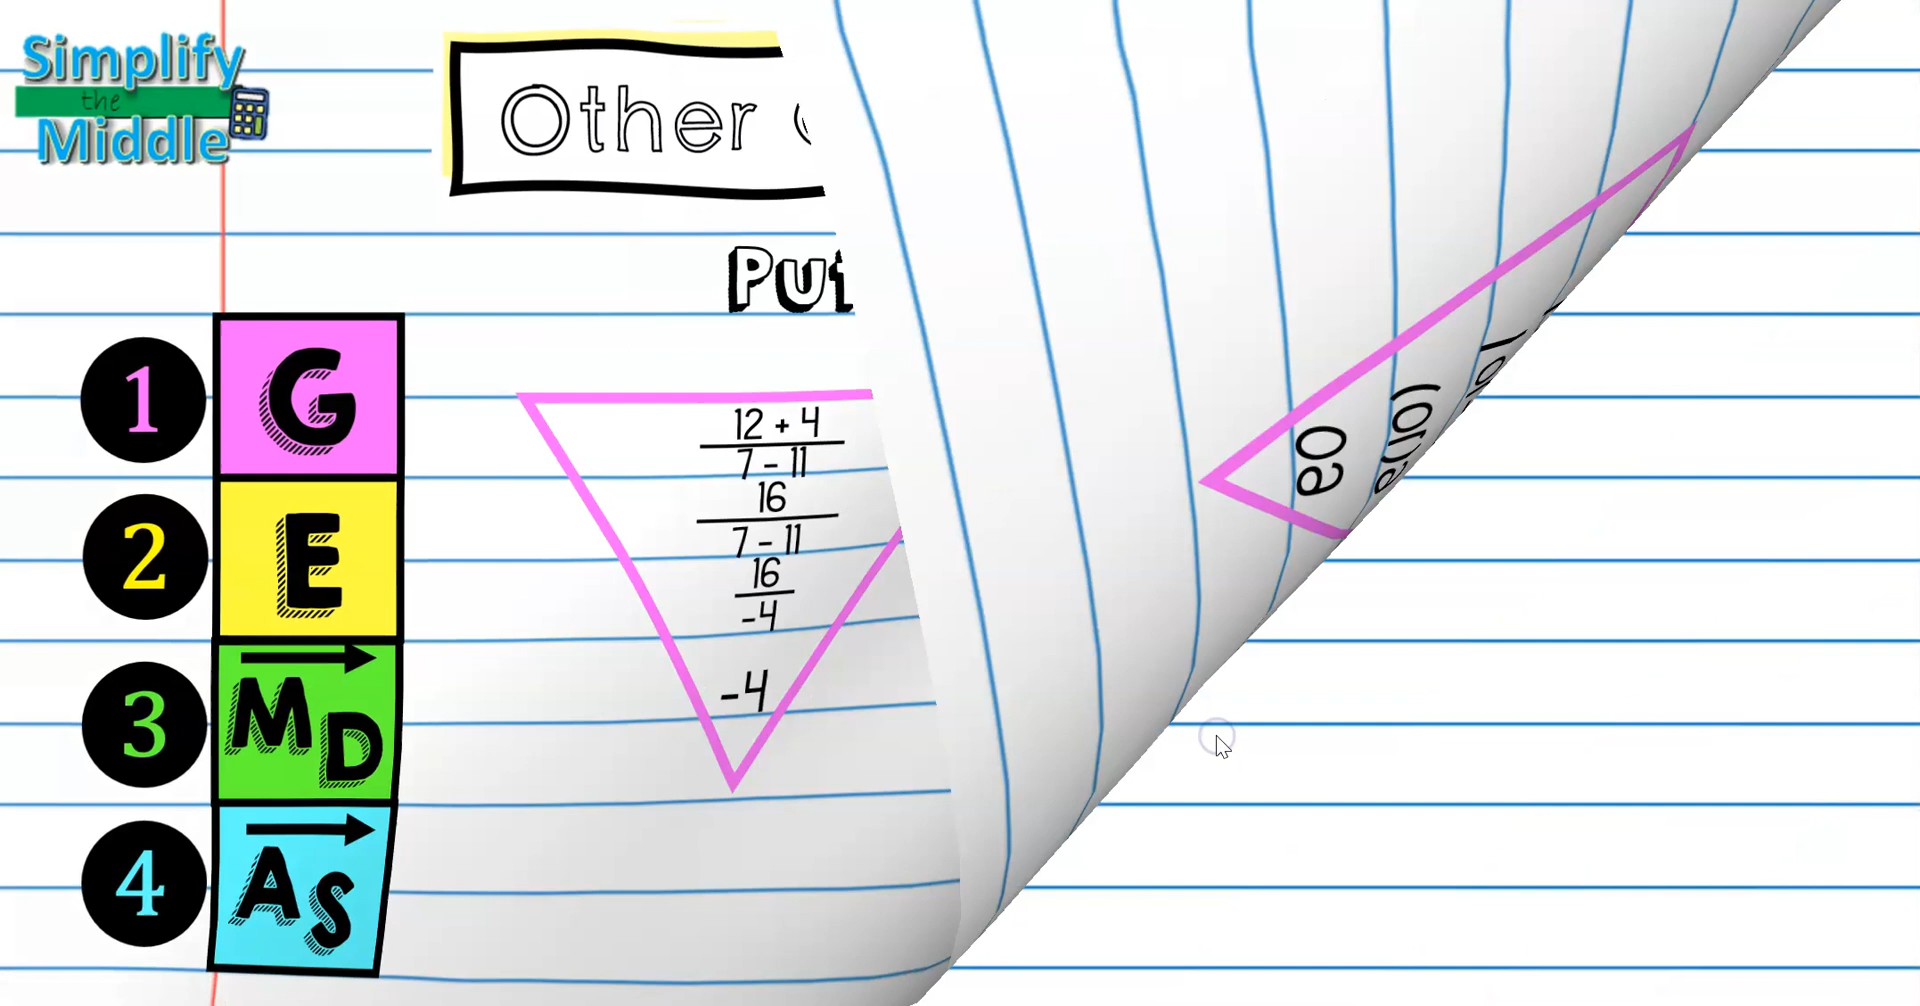 Simplify
the
Middle
Other
Put
1 G
2 E
3 MD
4 AS
12 + 4
7 - 11
16
7 - 11
16
-4
-4